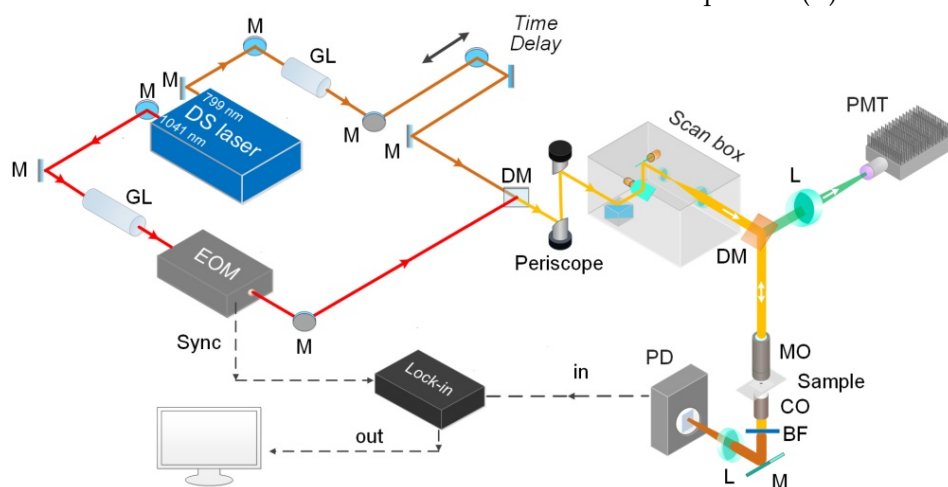 Time
Delay
M
GL
M
M
799 nm
1041 nm
DS laser
M
M
M
PMT
Scan box
L
DM
GL
EOM
Periscope
DM
M
Sync
MO
PD
Sample
Lock-in
in
CO
BF
out
L
M